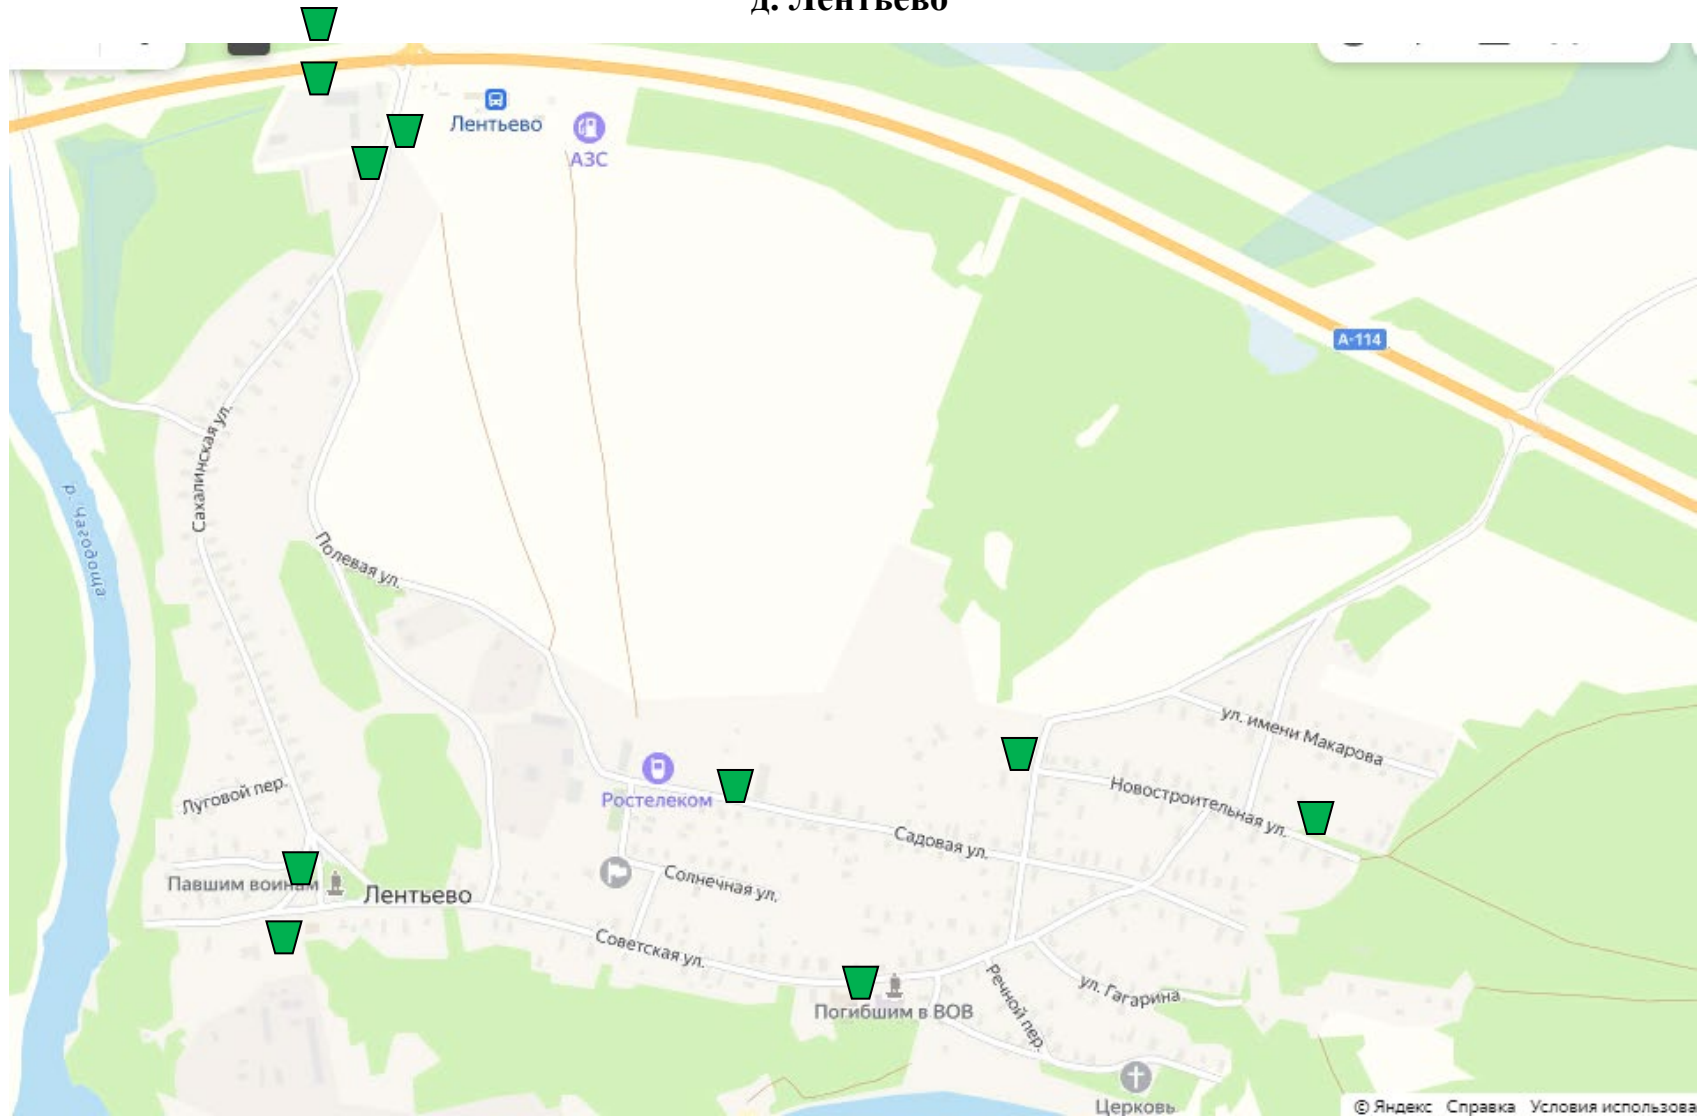 д. Лентьево
Лентьево
АЗС
А-114
Сахалинская ул.
р. Чагодоща
Полевая ул.
ул. имени Макарова
Ростелеком
Новостроительная ул.
Луговой пер.
Садовая ул.
Павшим воинам
Лентьево
Солнечная ул.
Советская ул.
Речной пер.
ул. Гагарина
Погибшим в ВОВ
Церковь
© Яндекс Справка Условия использова